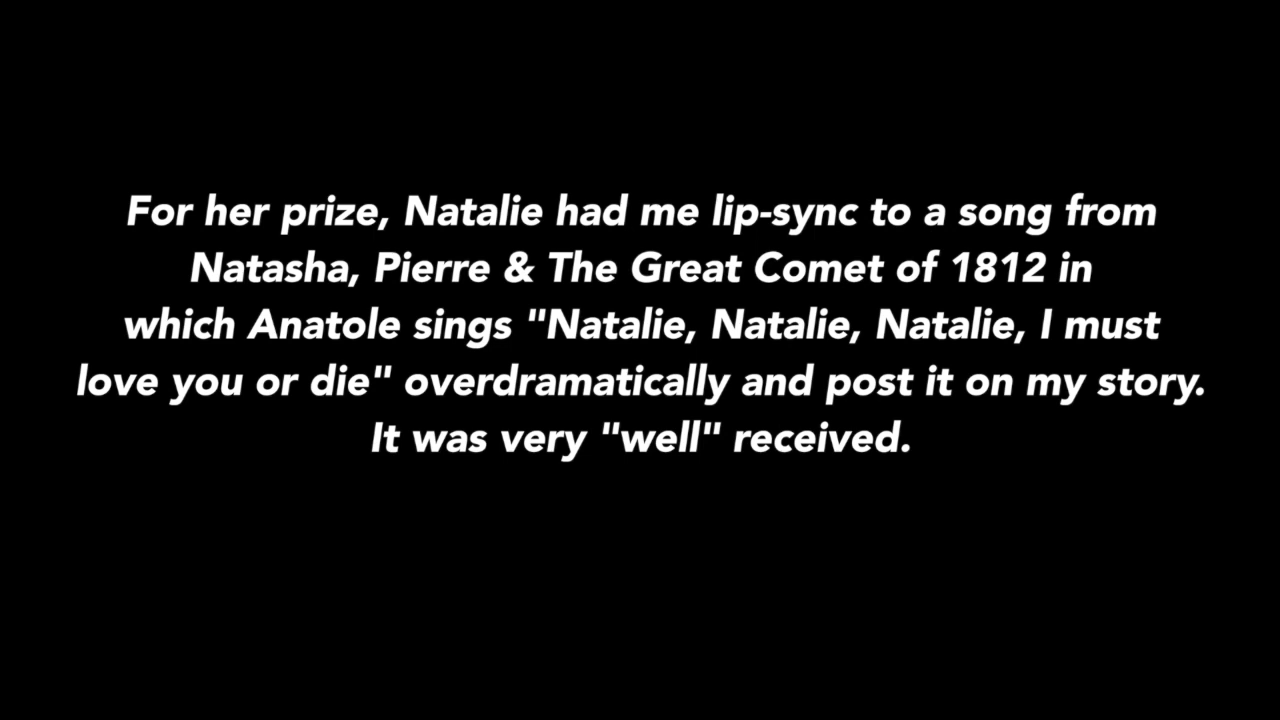 For her prize, Natalie had me lip-sync to a song from
Natasha, Pierre & The Great Comet of 1812 in
which Anatole sings "Natalie, Natalie, Natalie, I must
love you or die" overdramatically and post it on my story.
It was very "well" received.